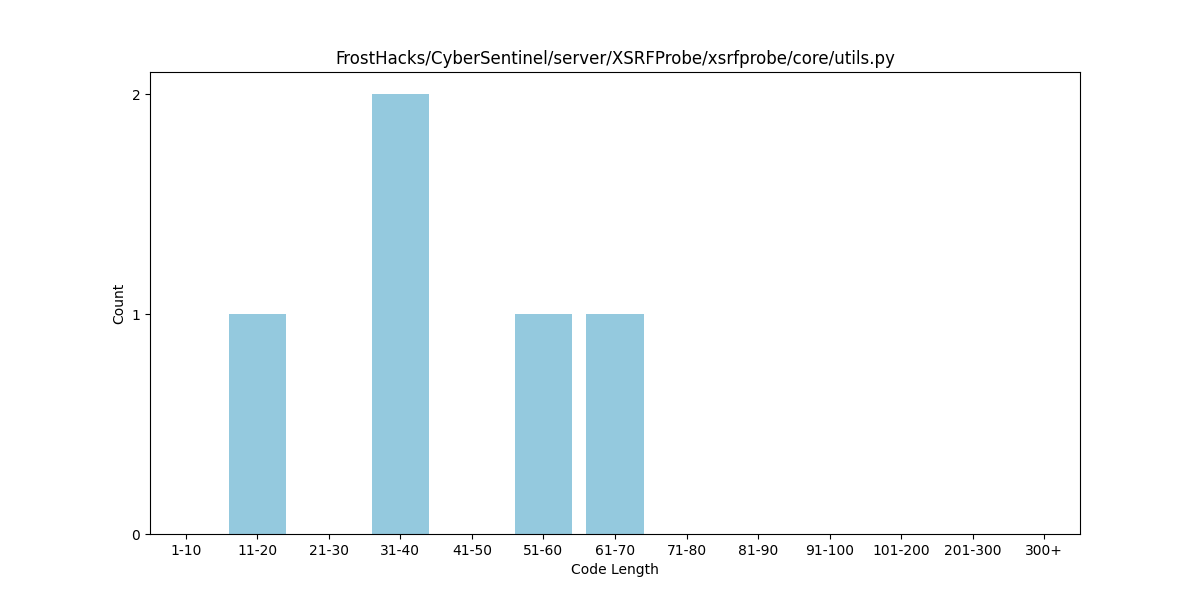 FrostHacks/CyberSentinel/server/XSRFProbe/xsrfprobe/core/utils.py
2
1
0
Count
1-10 11-20 21-30 31-40 41-50 51-60 61-70 71-80 81-90 91-100 101-200 201-300 300+
Code Length